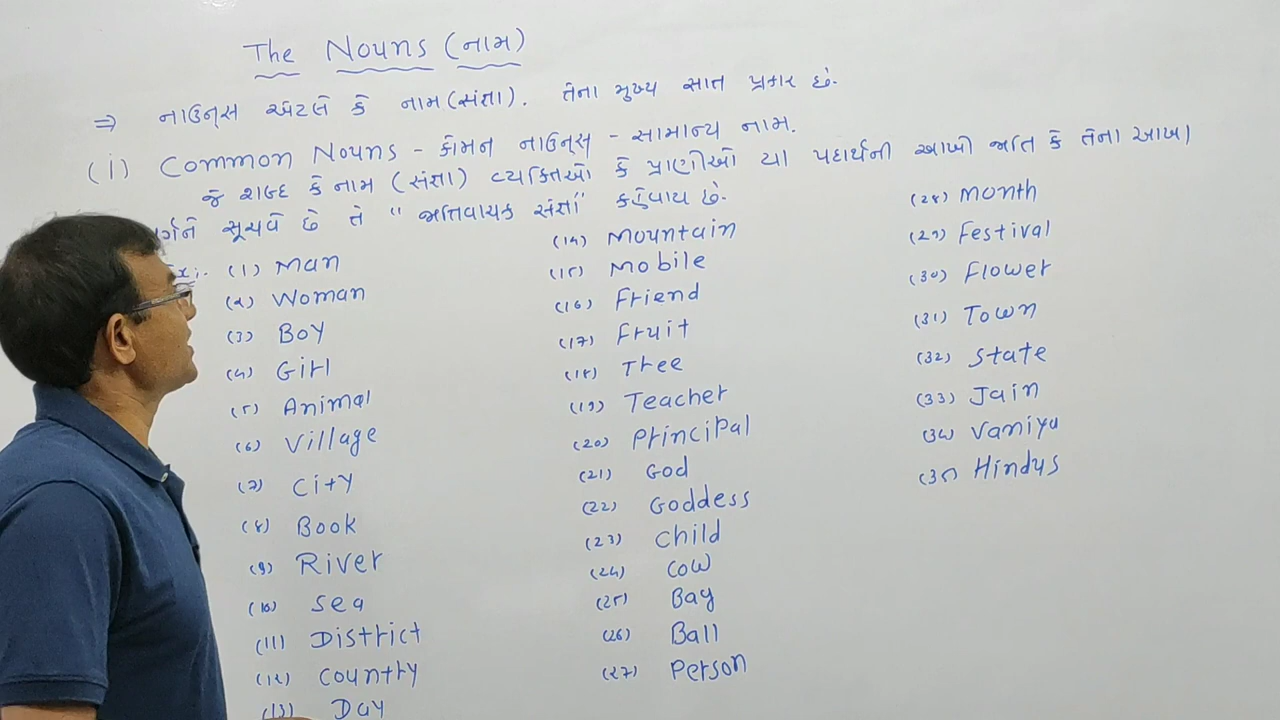 The Nouns (નામ)
⇒ નાઉન્સ એટલે કે નામ (સંજ્ઞા). તેના મુખ્ય સાત પ્રકાર છે.
(i) Common Nouns - કોમન નાઉન્સ - સામાન્ય નામ.
જે શબ્દ કે નામ (સંજ્ઞા) વ્યક્તિઓ કે પ્રાણીઓ યા પદાર્થની આખી જાતિ કે તેના આખા
ર્ગને સૂચવે છે તે "જાતિવાચક સંજ્ઞા" કહેવાય છે.
Ex:. (1) Man
(2) Woman
(3) Boy
(4) Girl
(5) Animal
(6) Village
(7) City
(8) Book
(9) River
(10) Sea
(11) District
(12) Country
(13) Day
(14) Mountain
(15) Mobile
(16) Friend
(17) Fruit
(18) Tree
(19) Teacher
(20) Principal
(21) God
(22) Goddess
(23) Child
(24) Cow
(25) Bag
(26) Ball
(27) Person
(28) Month
(29) Festival
(30) Flower
(31) Town
(32) State
(33) Jain
(34) Vaniya
(35) Hindus